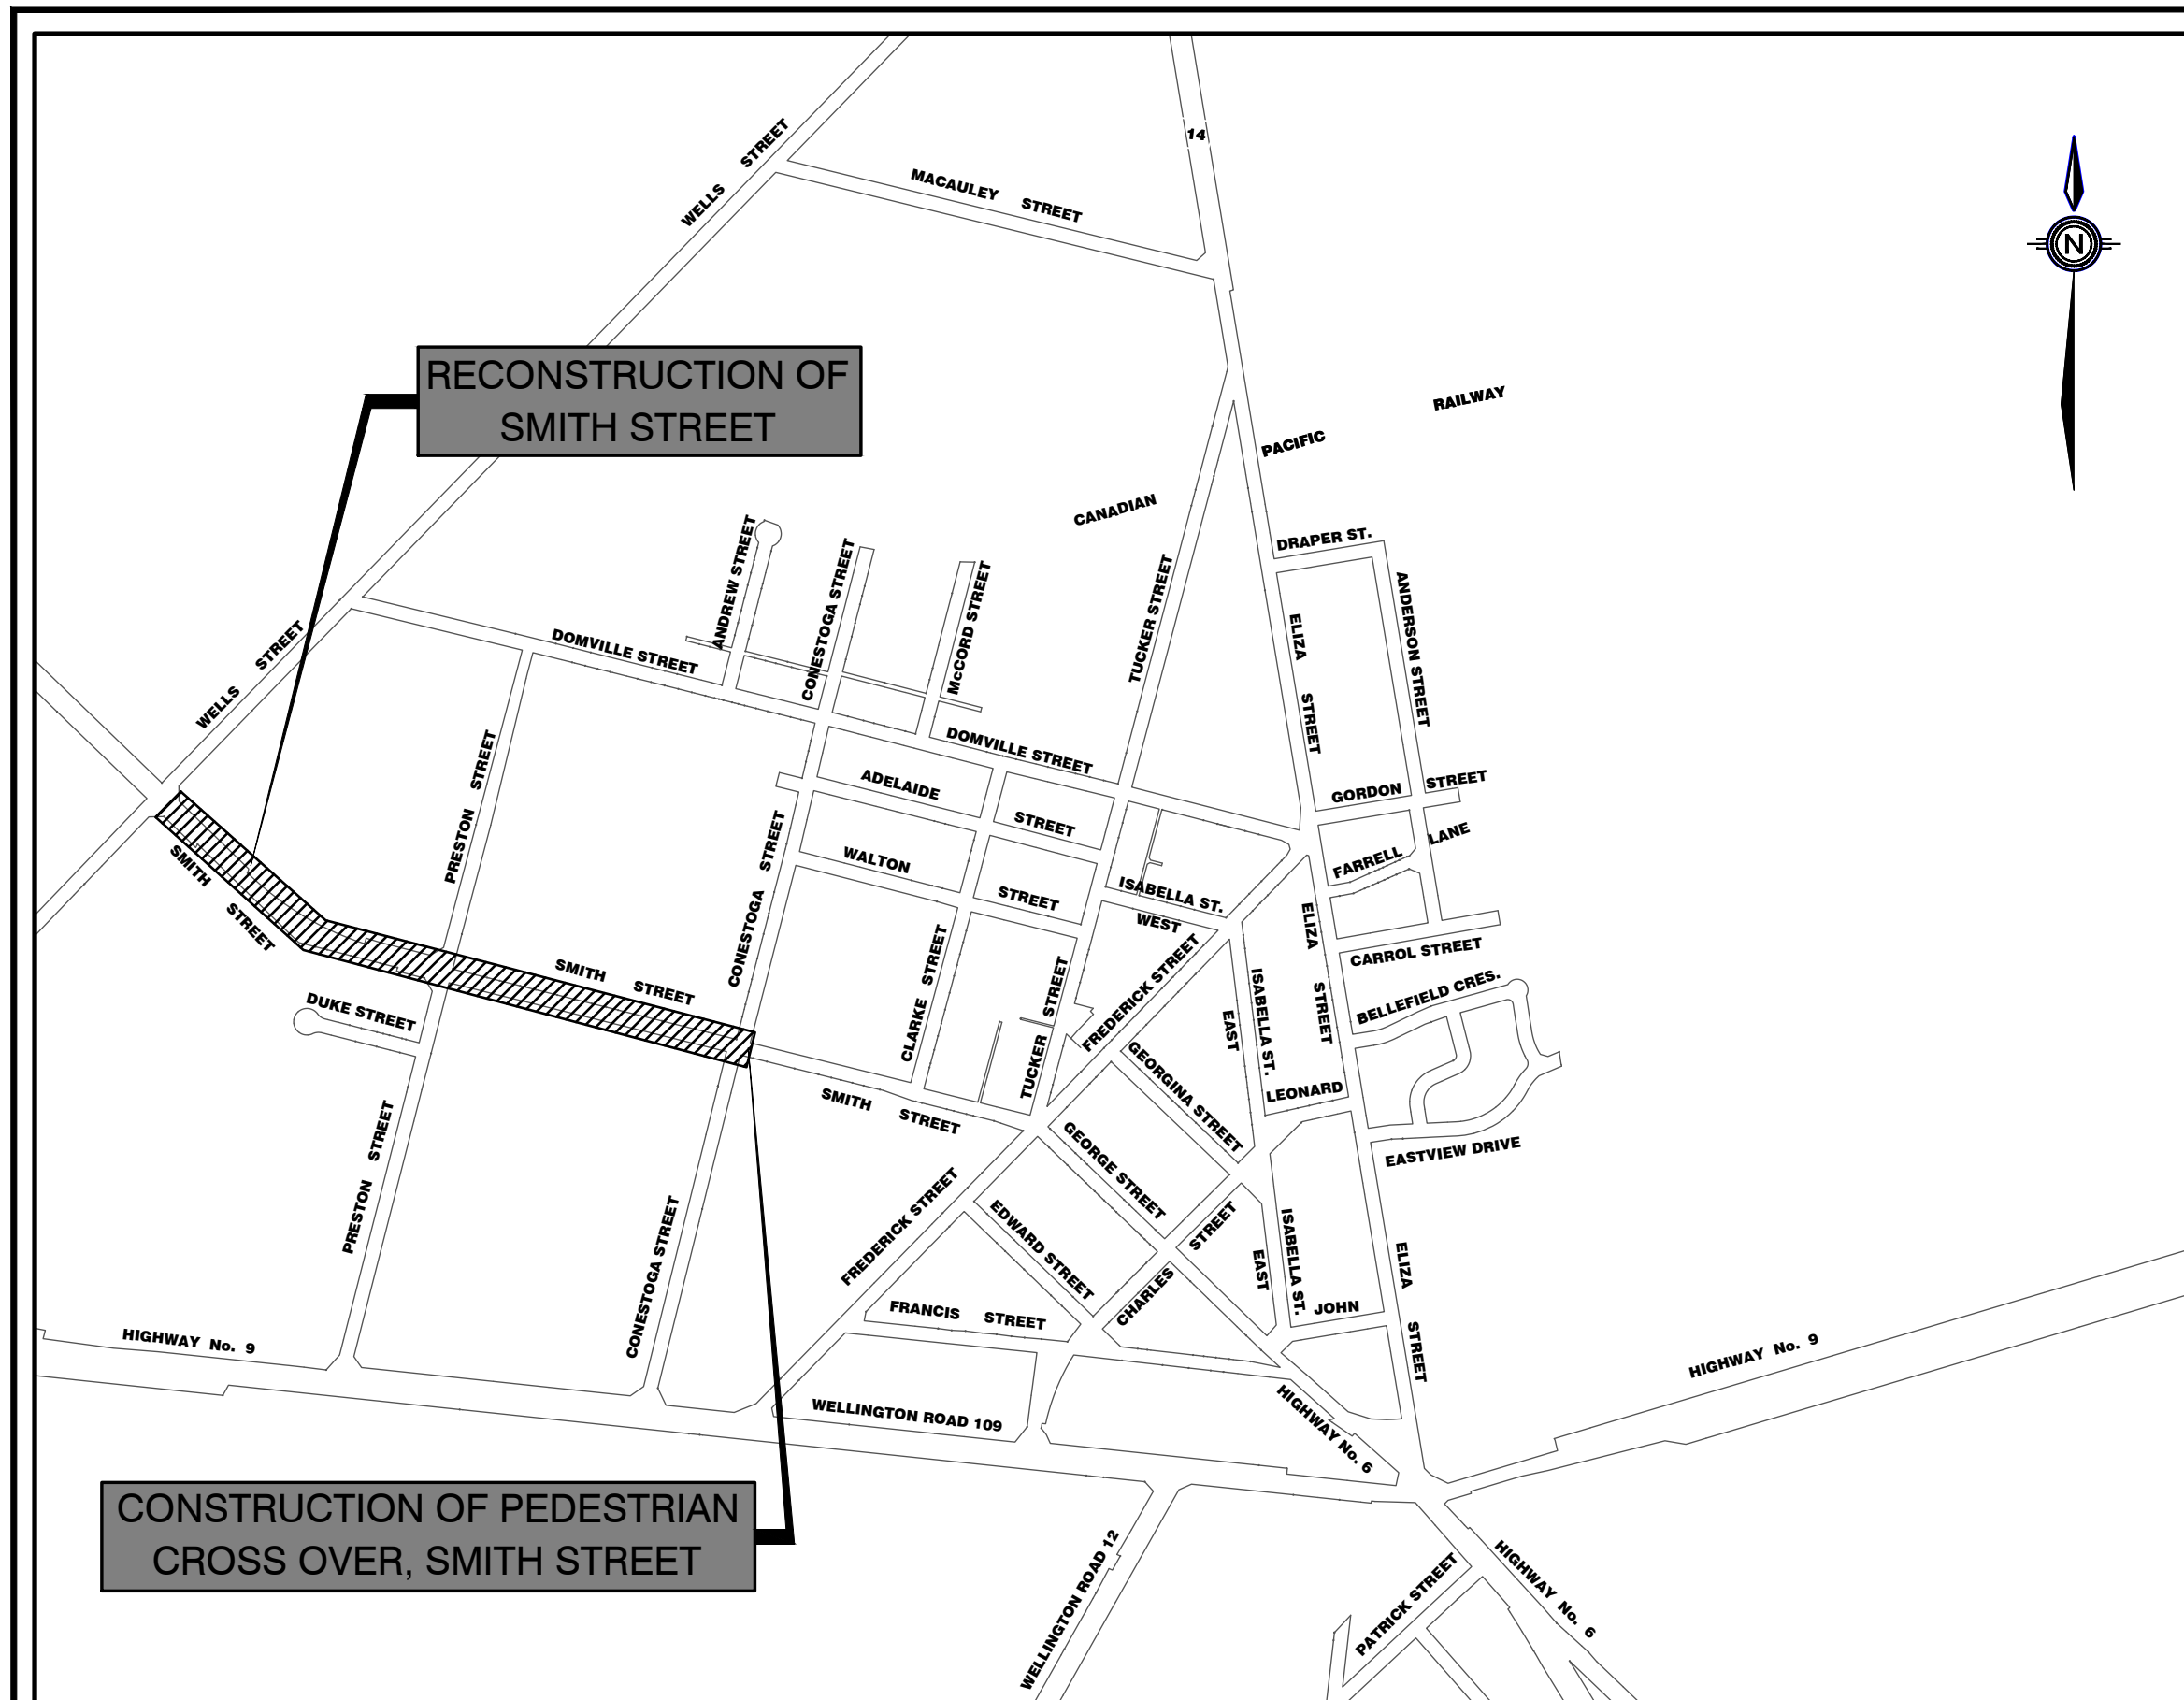 14
WELLS STREET
MACAULEY STREET
N
RECONSTRUCTION OF
SMITH STREET
CANADIAN PACIFIC RAILWAY
DRAPER ST.
ANDREW STREET
CONESTOGA STREET
McCORD STREET
TUCKER STREET
ELIZA STREET
ANDERSON STREET
WELLS STREET
DOMVILLE STREET
DOMVILLE STREET
PRESTON STREET
ADELAIDE STREET
GORDON STREET
FARRELL LANE
WALTON STREET
CONESTOGA STREET
ISABELLA ST.
WEST
SMITH STREET
SMITH STREET
DUKE STREET
CLARKE STREET
TUCKER STREET
FREDERICK STREET
ISABELLA ST.
EAST
ELIZA STREET
CARROL STREET
BELLEFIELD CRES.
GEORGINA STREET
LEONARD
SMITH STREET
GEORGE STREET
EASTVIEW DRIVE
PRESTON STREET
CONESTOGA STREET
FREDERICK STREET
EDWARD STREET
CHARLES STREET
ISABELLA ST.
EAST
ELIZA STREET
FRANCIS STREET
JOHN
HIGHWAY No. 9
HIGHWAY No. 9
WELLINGTON ROAD 109
HIGHWAY No. 6
CONSTRUCTION OF PEDESTRIAN
CROSS OVER, SMITH STREET
WELLINGTON ROAD 12
PATRICK STREET
HIGHWAY No. 6